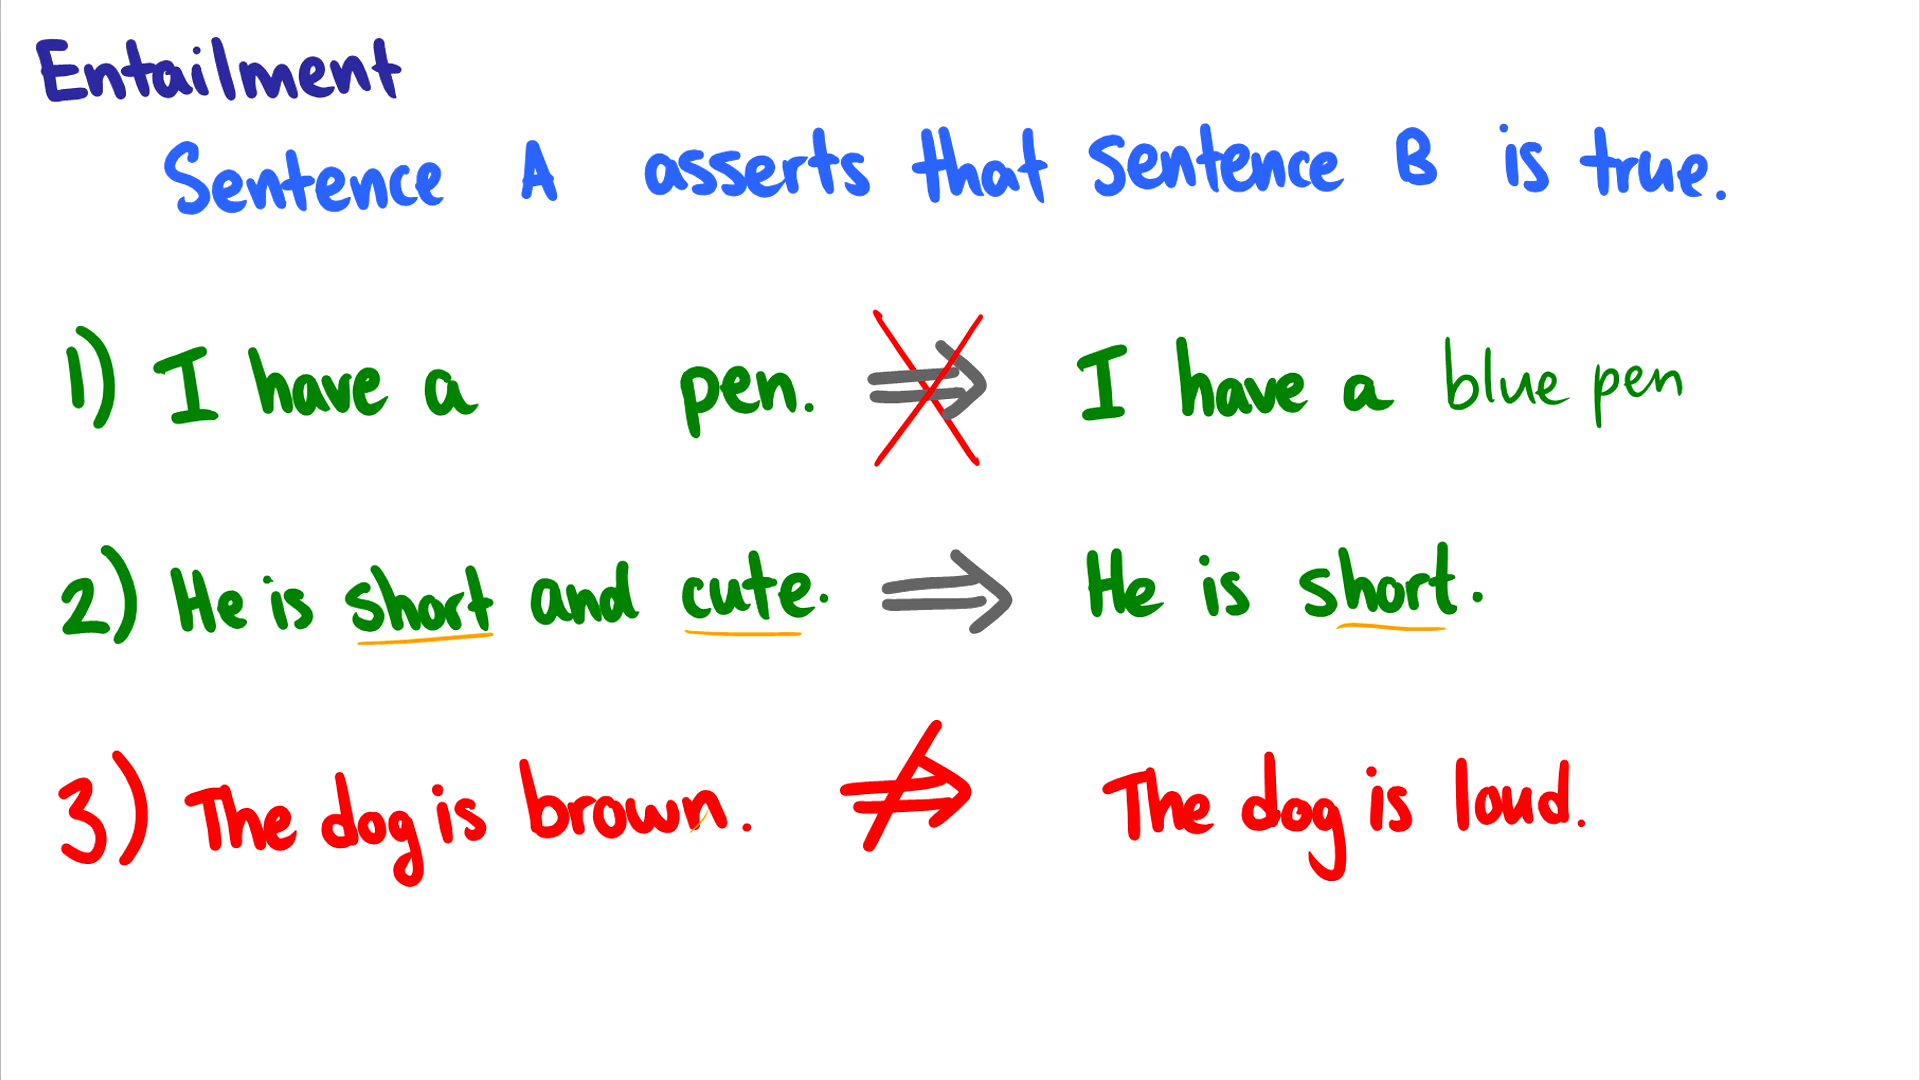 Entailment
Sentence A asserts that Sentence B is true.
1) I have a pen. ⇒ I have a blue pen
2) He is short and cute. ⇒ He is short.
3) The dog is brown. ⇏ The dog is loud.